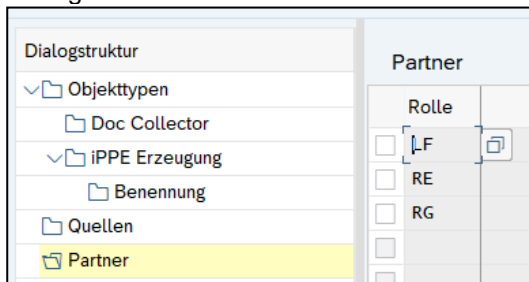 Dialogstruktur
Objekttypen
Doc Collector
iPPE Erzeugung
Benennung
Quellen
Partner
Partner
Rolle
LF
RE
RG